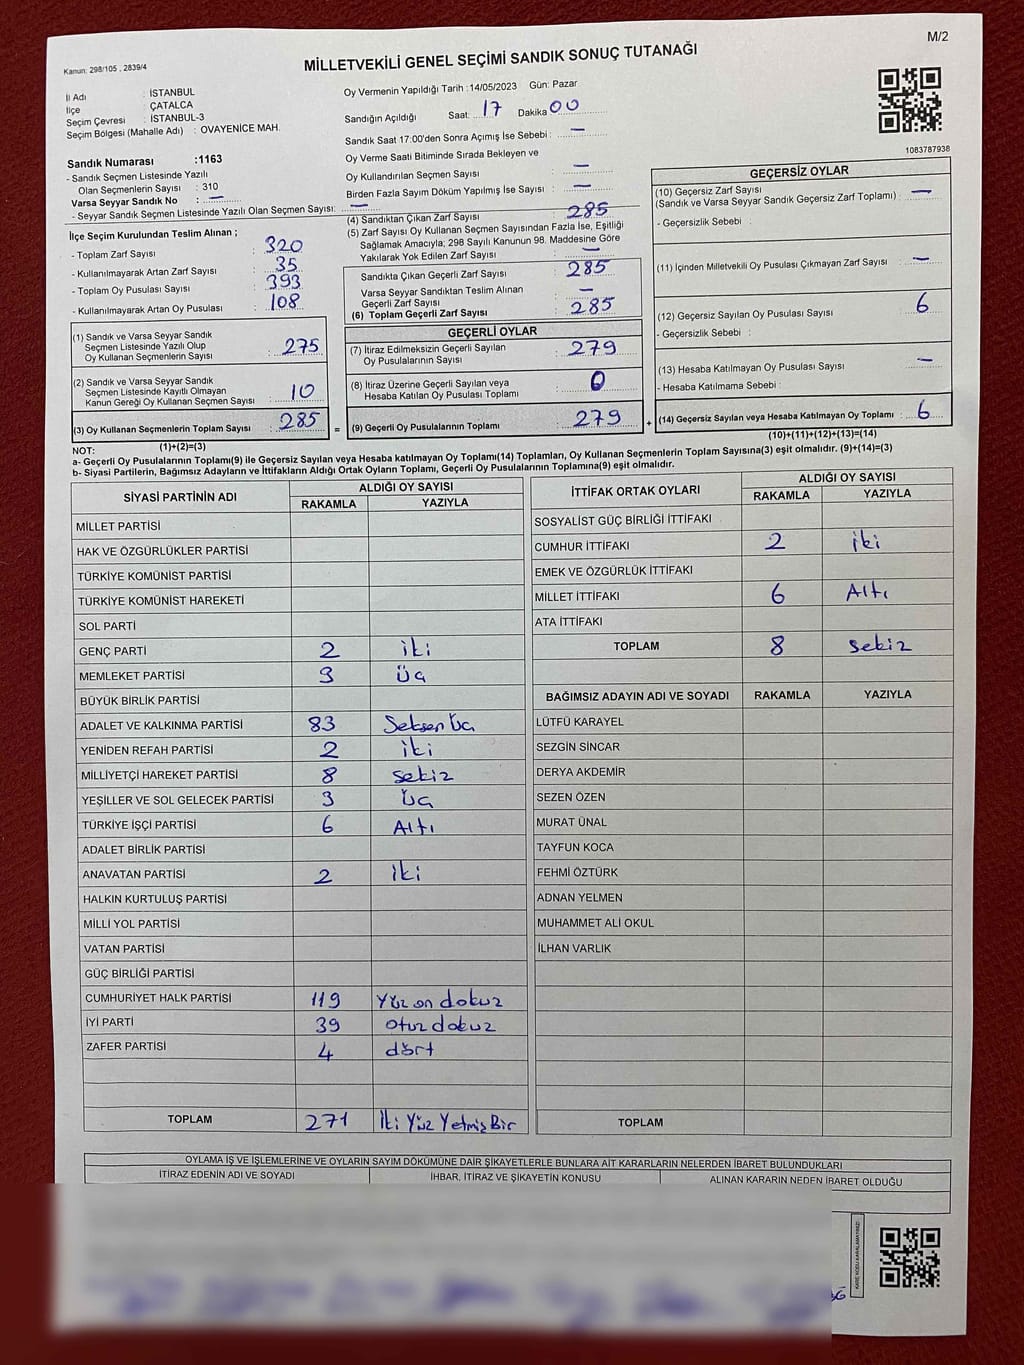 M/2
Kanun: 298/105 , 2839/4
MİLLETVEKİLİ GENEL SEÇİMİ SANDIK SONUÇ TUTANAĞI
İl Adı : İSTANBUL
İlçe : ÇATALCA
Seçim Çevresi : İSTANBUL-3
Seçim Bölgesi (Mahalle Adı) : OVAYENİCE MAH.
Sandık Numarası :1163
- Sandık Seçmen Listesinde Yazılı
Olan Seçmenlerin Sayısı : 310
Varsa Seyyar Sandık No : —
- Seyyar Sandık Seçmen Listesinde Yazılı Olan Seçmen Sayısı: —
Oy Vermenin Yapıldığı Tarih :14/05/2023 Gün: Pazar
Sandığın Açıldığı Saat: 17 Dakika 00
Sandık Saat 17:00'den Sonra Açımış İse Sebebi : —
Oy Verme Saati Bitiminde Sırada Bekleyen ve
Oy Kullandırılan Seçmen Sayısı : —
Birden Fazla Sayım Döküm Yapılmış İse Sayısı : —
1083787938
İlçe Seçim Kurulundan Teslim Alınan ;
- Toplam Zarf Sayısı : 320
- Kullanılmayarak Artan Zarf Sayısı : 35
- Toplam Oy Pusulası Sayısı : 393
- Kullanılmayarak Artan Oy Pusulası : 108
(4) Sandıktan Çıkan Zarf Sayısı : 285
(5) Zarf Sayısı Oy Kullanan Seçmen Sayısından Fazla İse, Eşitliği
Sağlamak Amacıyla; 298 Sayılı Kanunun 98. Maddesine Göre
Yakılarak Yok Edilen Zarf Sayısı : —
Sandıkta Çıkan Geçerli Zarf Sayısı : 285
Varsa Seyyar Sandıktan Teslim Alınan
Geçerli Zarf Sayısı : —
(6) Toplam Geçerli Zarf Sayısı : 285
GEÇERSİZ OYLAR
(10) Geçersiz Zarf Sayısı
(Sandık ve Varsa Seyyar Sandık Geçersiz Zarf Toplamı) : —
- Geçersizlik Sebebi :
(11) İçinden Milletvekili Oy Pusulası Çıkmayan Zarf Sayısı : —
(12) Geçersiz Sayılan Oy Pusulası Sayısı : 6
- Geçersizlik Sebebi :
(13) Hesaba Katılmayan Oy Pusulası Sayısı : —
- Hesaba Katılmama Sebebi :
(14) Geçersiz Sayılan veya Hesaba Katılmayan Oy Toplamı : 6
(10)+(11)+(12)+(13)=(14)
(1) Sandık ve Varsa Seyyar Sandık
Seçmen Listesinde Yazılı Olup
Oy Kullanan Seçmenlerin Sayısı : 275
(2) Sandık ve Varsa Seyyar Sandık
Seçmen Listesinde Kayıtlı Olmayan
Kanun Gereği Oy Kullanan Seçmen Sayısı : 10
(3) Oy Kullanan Seçmenlerin Toplam Sayısı : 285 =
(1)+(2)=(3)
GEÇERLİ OYLAR
(7) İtiraz Edilmeksizin Geçerli Sayılan
Oy Pusulalarının Sayısı : 279
(8) İtiraz Üzerine Geçerli Sayılan veya
Hesaba Katılan Oy Pusulası Toplamı : 0
(9) Geçerli Oy Pusulalarının Toplamı : 279 +
NOT:
a- Geçerli Oy Pusulalarının Toplamı(9) ile Geçersiz Sayılan veya Hesaba katılmayan Oy Toplamı(14) Toplamları, Oy Kullanan Seçmenlerin Toplam Sayısına(3) eşit olmalıdır. (9)+(14)=(3)
b- Siyasi Partilerin, Bağımsız Adayların ve İttifakların Aldığı Ortak Oyların Toplamı, Geçerli Oy Pusulalarının Toplamına(9) eşit olmalıdır.
SİYASİ PARTİNİN ADI ALDIĞI OY SAYISI
RAKAMLA YAZIYLA
MİLLET PARTİSİ
HAK VE ÖZGÜRLÜKLER PARTİSİ
TÜRKİYE KOMÜNİST PARTİSİ
TÜRKİYE KOMÜNİST HAREKETİ
SOL PARTİ
GENÇ PARTİ 2 iki
MEMLEKET PARTİSİ 3 üç
BÜYÜK BİRLİK PARTİSİ
ADALET VE KALKINMA PARTİSİ 83 Seksen üç
YENİDEN REFAH PARTİSİ 2 iki
MİLLİYETÇİ HAREKET PARTİSİ 8 sekiz
YEŞİLLER VE SOL GELECEK PARTİSİ 3 üç
TÜRKİYE İŞÇİ PARTİSİ 6 Altı
ADALET BİRLİK PARTİSİ
ANAVATAN PARTİSİ 2 iki
HALKIN KURTULUŞ PARTİSİ
MİLLİ YOL PARTİSİ
VATAN PARTİSİ
GÜÇ BİRLİĞİ PARTİSİ
CUMHURİYET HALK PARTİSİ 119 Yüz on dokuz
İYİ PARTİ 39 otuz dokuz
ZAFER PARTİSİ 4 dört
TOPLAM 271 İki Yüz Yetmiş Bir
İTTİFAK ORTAK OYLARI ALDIĞI OY SAYISI
RAKAMLA YAZIYLA
SOSYALİST GÜÇ BİRLİĞİ İTTİFAKI
CUMHUR İTTİFAKI 2 iki
EMEK VE ÖZGÜRLÜK İTTİFAKI
MİLLET İTTİFAKI 6 Altı
ATA İTTİFAKI
TOPLAM 8 sekiz
BAĞIMSIZ ADAYIN ADI VE SOYADI RAKAMLA YAZIYLA
LÜTFÜ KARAYEL
SEZGİN SİNCAR
DERYA AKDEMİR
SEZEN ÖZEN
MURAT ÜNAL
TAYFUN KOCA
FEHMİ ÖZTÜRK
ADNAN YELMEN
MUHAMMET ALİ OKUL
İLHAN VARLIK
TOPLAM
OYLAMA İŞ VE İŞLEMLERİNE VE OYLARIN SAYIM DÖKÜMÜNE DAİR ŞİKAYETLERLE BUNLARA AİT KARARLARIN NELERDEN İBARET BULUNDUKLARI
İTİRAZ EDENİN ADI VE SOYADI İHBAR, İTİRAZ VE ŞİKAYETİN KONUSU ALINAN KARARIN NEDEN İBARET OLDUĞU
KARE KODU KARALAMAYINIZ!